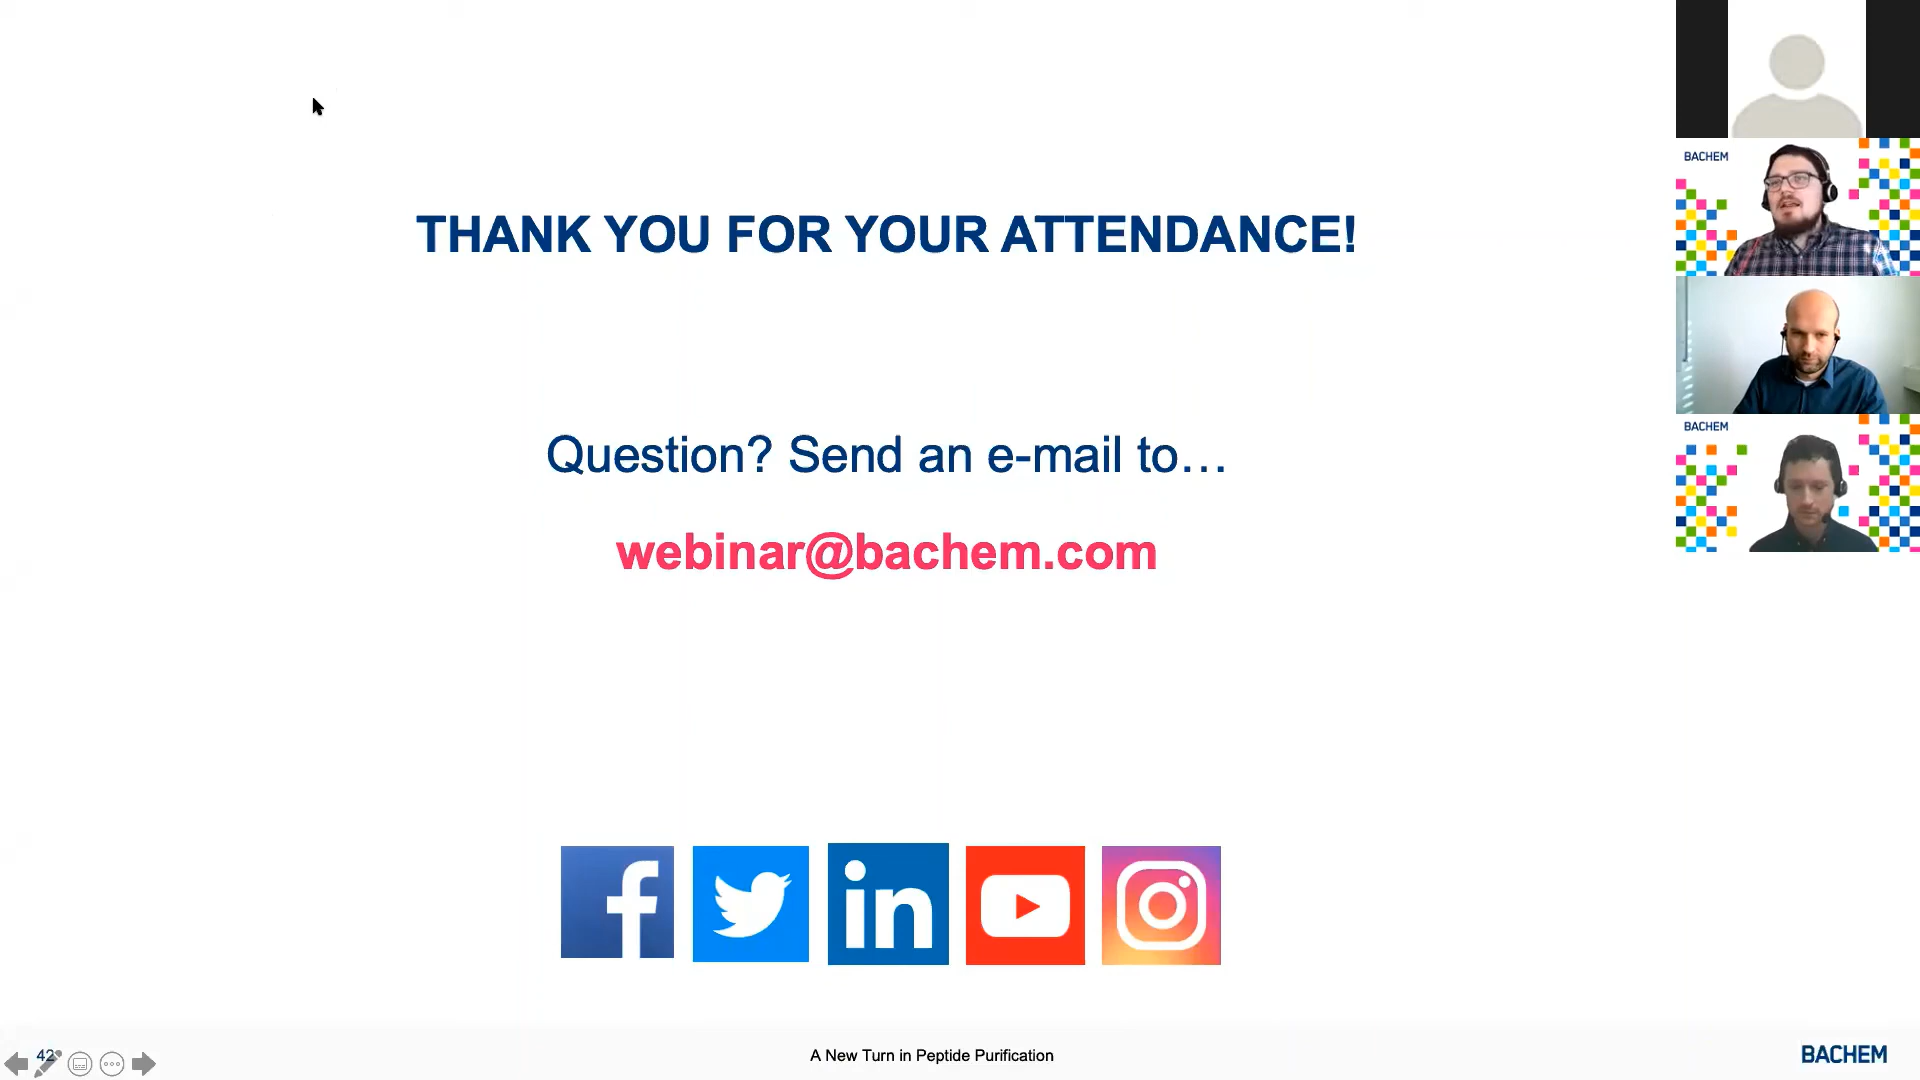 THANK YOU FOR YOUR ATTENDANCE!
Question? Send an e-mail to…
webinar@bachem.com
BACHEM
BACHEM
42
A New Turn in Peptide Purification
BACHEM